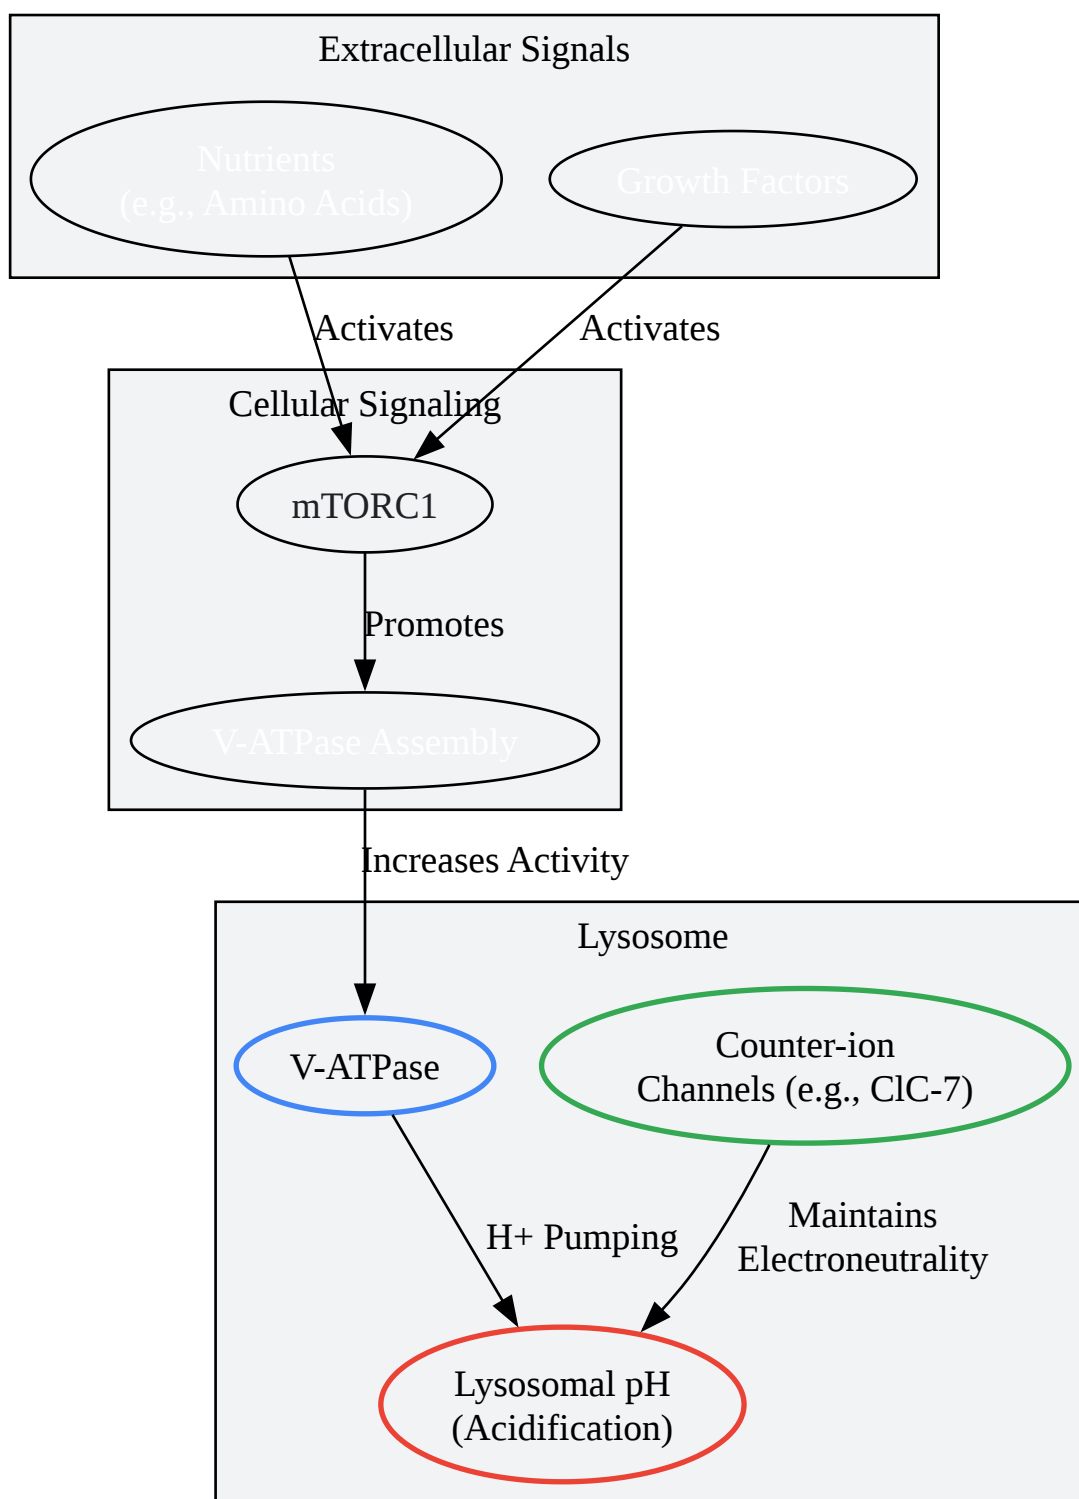 Extracellular Signals
Nutrients
(e.g., Amino Acids)
Growth Factors
Activates
Activates
Cellular Signaling
mTORC1
Promotes
V-ATPase Assembly
Increases Activity
Lysosome
V-ATPase
Counter-ion
Channels (e.g., ClC-7)
H+ Pumping
Maintains
Electroneutrality
Lysosomal pH
(Acidification)